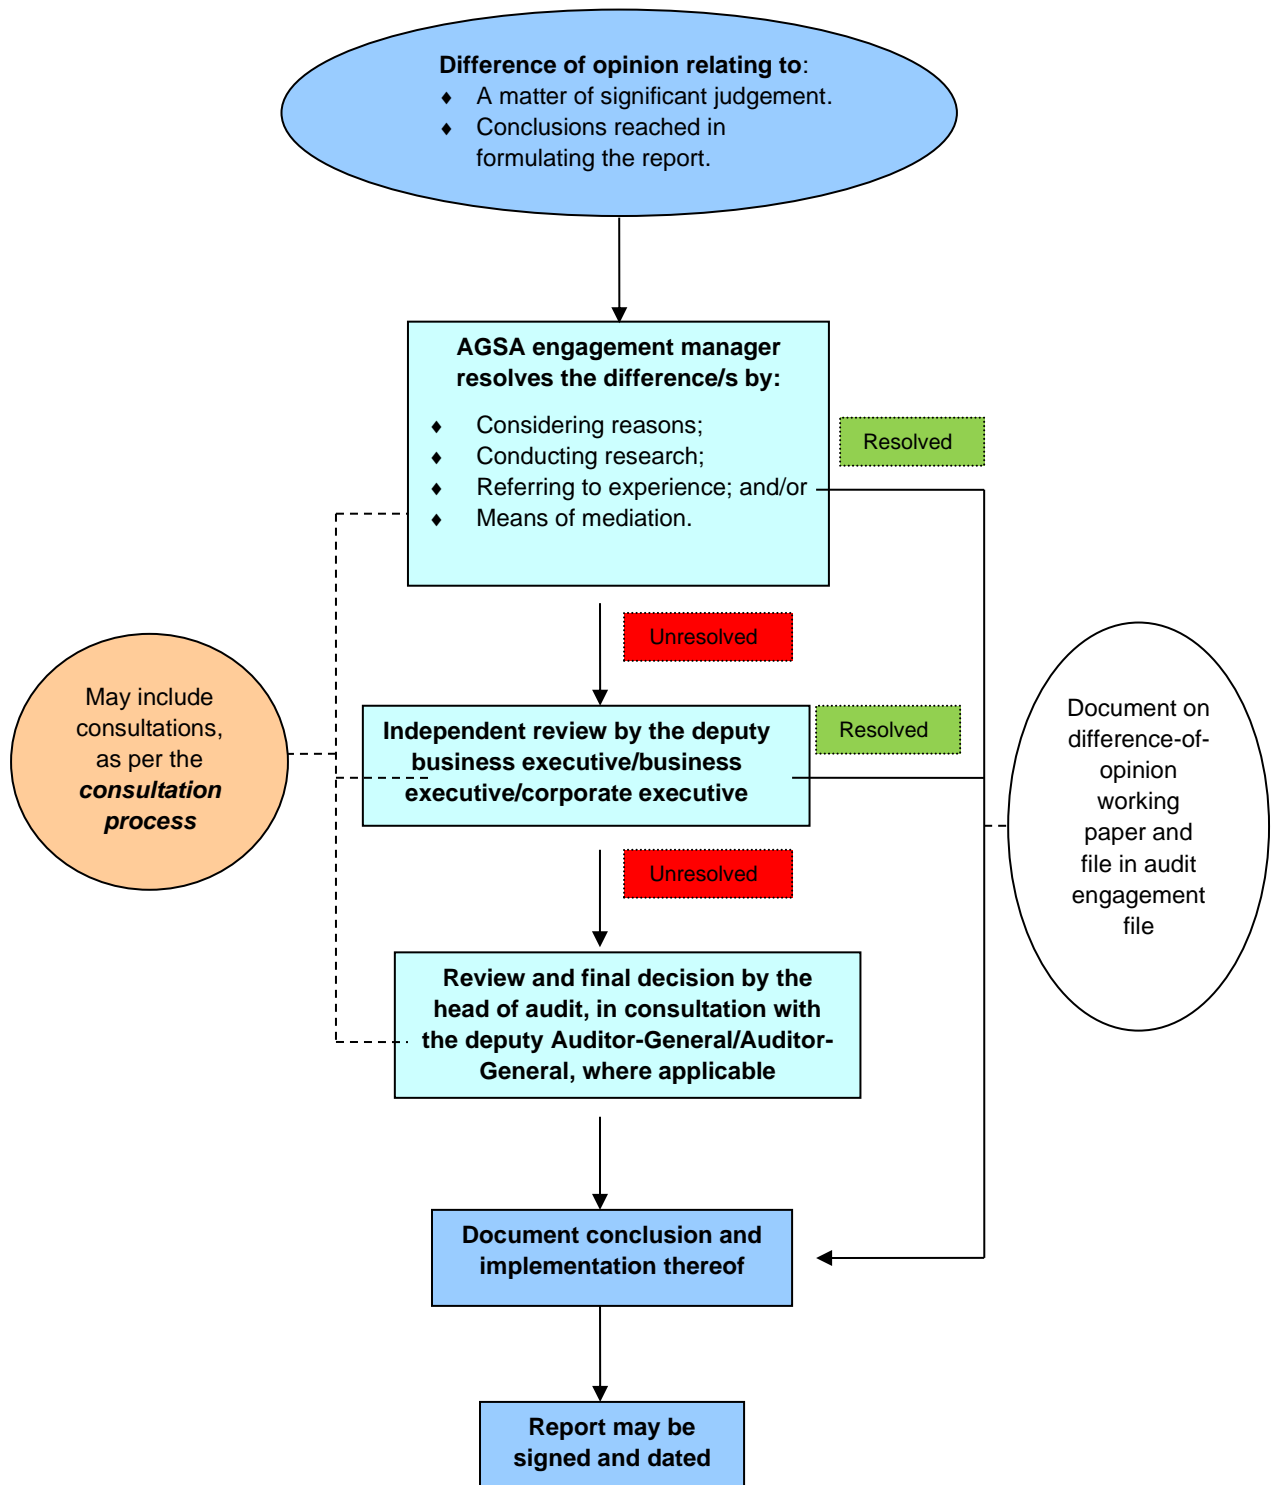 Difference of opinion relating to:
♦ A matter of significant judgement.
♦ Conclusions reached in
formulating the report.
AGSA engagement manager
resolves the difference/s by:
♦ Considering reasons;
♦ Conducting research;
♦ Referring to experience; and/or
♦ Means of mediation.
Resolved
Unresolved
May include
consultations,
as per the
consultation
process
Independent review by the deputy
business executive/business
executive/corporate executive
Resolved
Document on
difference-of-
opinion
working
paper and
file in audit
engagement
file
Unresolved
Review and final decision by the
head of audit, in consultation with
the deputy Auditor-General/Auditor-
General, where applicable
Document conclusion and
implementation thereof
Report may be
signed and dated